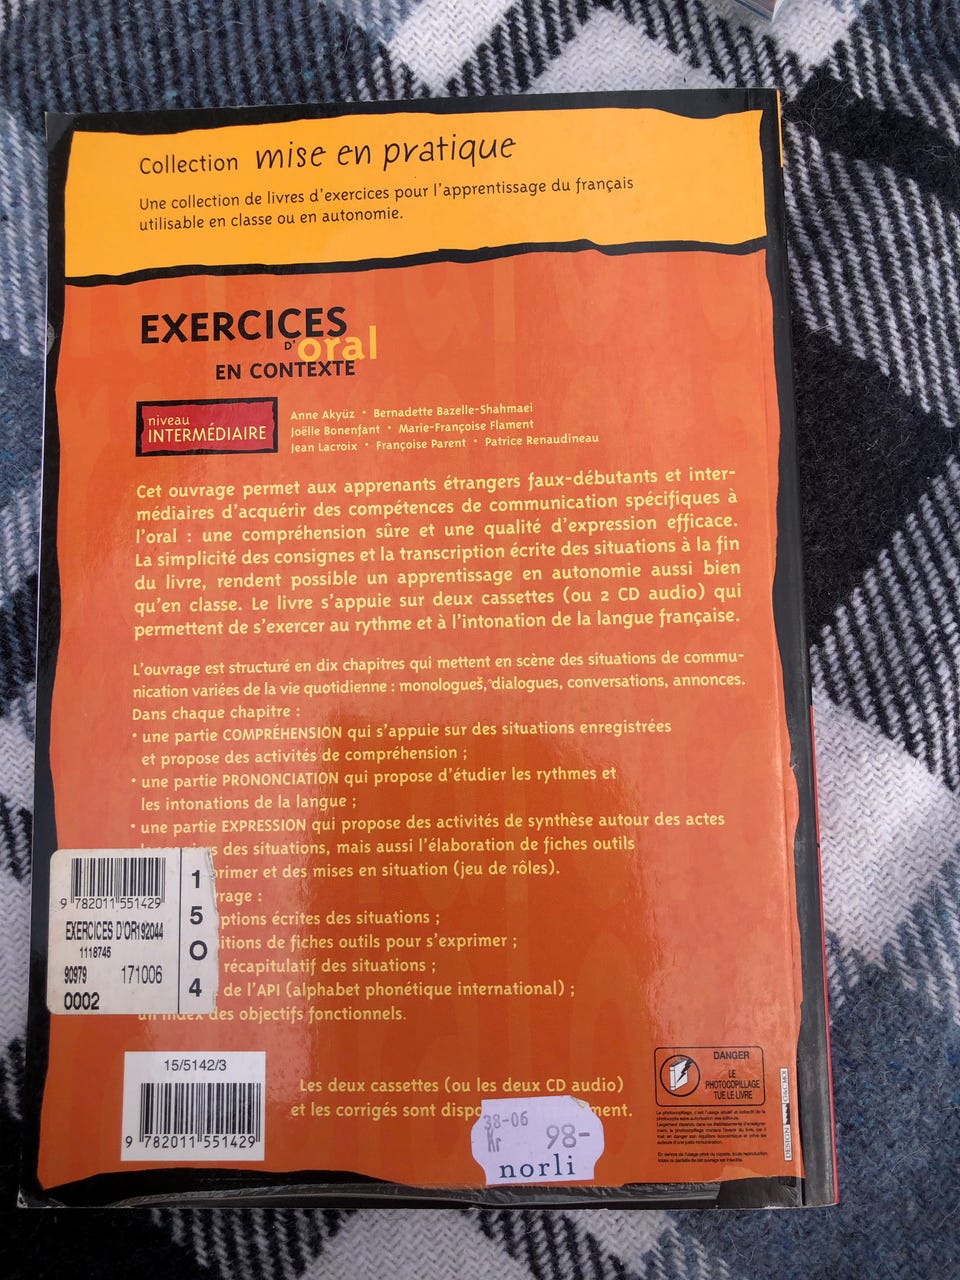 Collection mise en pratique
Une collection de livres d'exercices pour l'apprentissage du français
utilisable en classe ou en autonomie.
EXERCICES
D'oral
EN CONTEXTE
niveau
INTERMÉDIAIRE
Anne Akyüz • Bernadette Bazelle-Shahmaei
Joëlle Bonenfant • Marie-Françoise Flament
Jean Lacroix • Françoise Parent • Patrice Renaudineau
Cet ouvrage permet aux apprenants étrangers faux-débutants et inter-
médiaires d'acquérir des compétences de communication spécifiques à
l'oral : une compréhension sûre et une qualité d'expression efficace.
La simplicité des consignes et la transcription écrite des situations à la fin
du livre, rendent possible un apprentissage en autonomie aussi bien
qu'en classe. Le livre s'appuie sur deux cassettes (ou 2 CD audio) qui
permettent de s'exercer au rythme et à l'intonation de la langue française.
L'ouvrage est structuré en dix chapitres qui mettent en scène des situations de commu-
nication variées de la vie quotidienne : monologues, dialogues, conversations, annonces.
Dans chaque chapitre :
• une partie COMPRÉHENSION qui s'appuie sur des situations enregistrées
et propose des activités de compréhension ;
• une partie PRONONCIATION qui propose d'étudier les rythmes et
les intonations de la langue ;
• une partie EXPRESSION qui propose des activités de synthèse autour des actes
des situations, mais aussi l'élaboration de fiches outils
primer et des mises en situation (jeu de rôles).
vrage :
ptions écrites des situations ;
itions de fiches outils pour s'exprimer ;
récapitulatif des situations ;
de l'API (alphabet phonétique international) ;
un index des objectifs fonctionnels.
9 782011 551429
EXERCICES D'OR192044
1118745
90979 171006
0002
1
5
0
4
15/5142/3
9 782011 551429
Les deux cassettes (ou les deux CD audio)
et les corrigés sont dispo ment.
38-06
Kr 98-
norli
DANGER
LE
PHOTOCOPILLAGE
TUE LE LIVRE
DESIGN